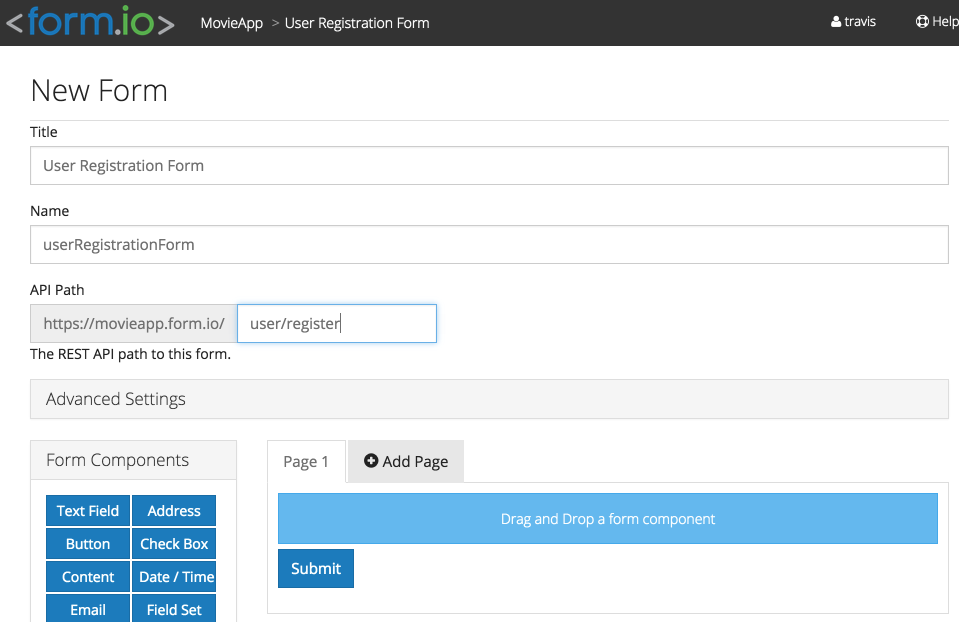 <form.io> MovieApp > User Registration Form travis Help
New Form
Title
User Registration Form
Name
userRegistrationForm
API Path
https://movieapp.form.io/ user/register
The REST API path to this form.
Advanced Settings
Form Components
Page 1 Add Page
Text Field Address
Button Check Box
Content Date / Time
Email Field Set
Drag and Drop a form component
Submit